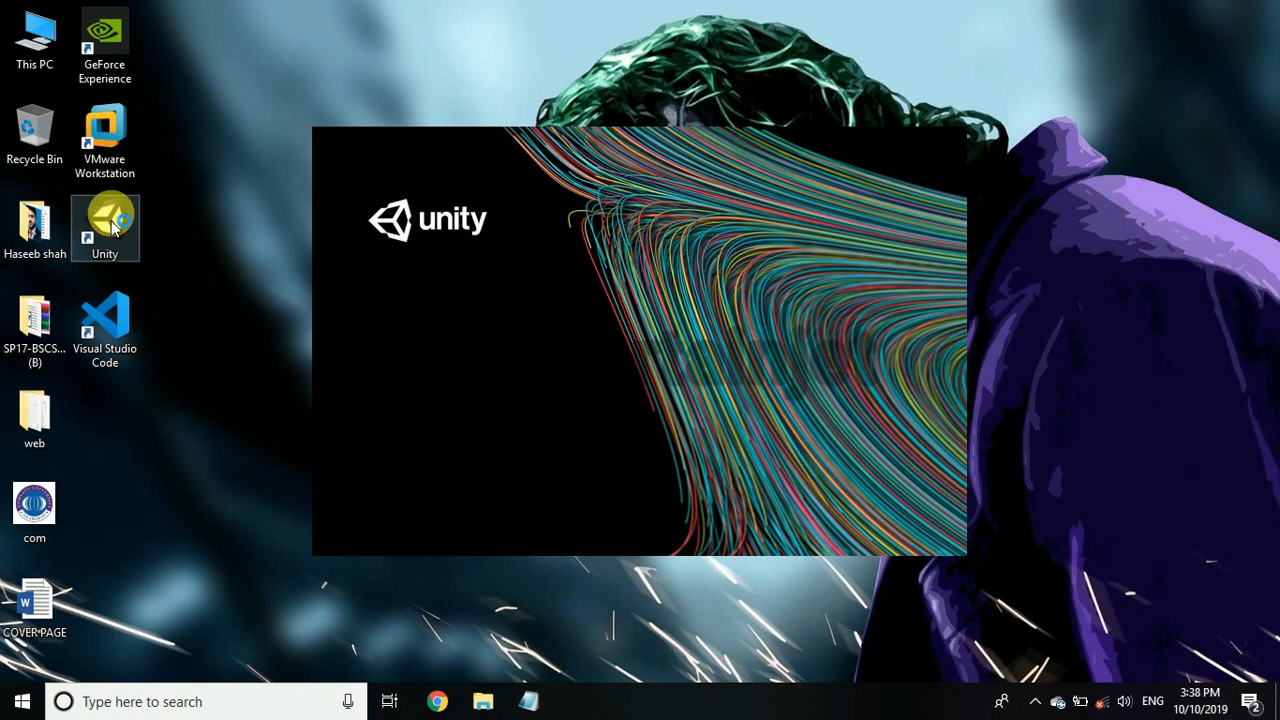 This PC
GeForce
Experience
Recycle Bin
VMware
Workstation
Haseeb shah
Unity
SP17-BSCS...
(B)
Visual Studio
Code
web
com
COVER PAGE
unity
Type here to search
ENG
3:38 PM
10/10/2019
2